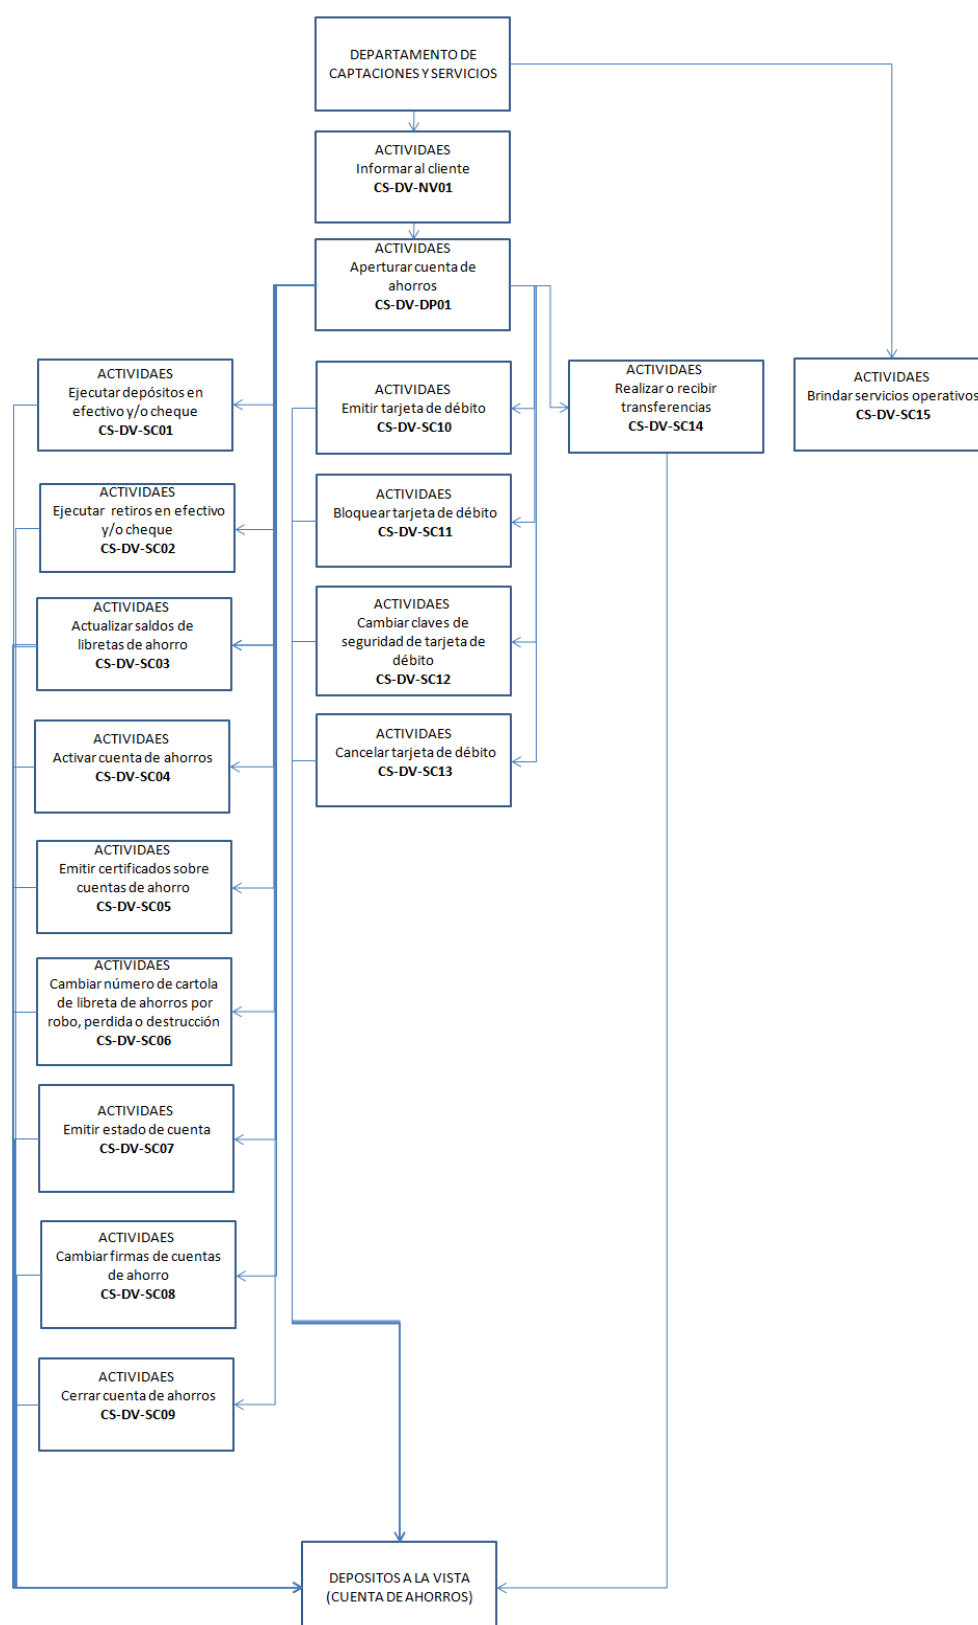 DEPARTAMENTO DE
CAPTACIONES Y SERVICIOS
ACTIVIDAES
Informar al cliente
CS-DV-NV01
ACTIVIDAES
Aperturar cuenta de
ahorros
CS-DV-DP01
ACTIVIDAES
Ejecutar depósitos en
efectivo y/o cheque
CS-DV-SC01
ACTIVIDAES
Emitir tarjeta de débito
CS-DV-SC10
ACTIVIDAES
Realizar o recibir
transferencias
CS-DV-SC14
ACTIVIDAES
Brindar servicios operativos
CS-DV-SC15
ACTIVIDAES
Ejecutar retiros en efectivo
y/o cheque
CS-DV-SC02
ACTIVIDAES
Bloquear tarjeta de débito
CS-DV-SC11
ACTIVIDAES
Actualizar saldos de
libretas de ahorro
CS-DV-SC03
ACTIVIDAES
Cambiar claves de
seguridad de tarjeta de
débito
CS-DV-SC12
ACTIVIDAES
Activar cuenta de ahorros
CS-DV-SC04
ACTIVIDAES
Cancelar tarjeta de débito
CS-DV-SC13
ACTIVIDAES
Emitir certificados sobre
cuentas de ahorro
CS-DV-SC05
ACTIVIDAES
Cambiar número de cartola
de libreta de ahorros por
robo, perdida o destrucción
CS-DV-SC06
ACTIVIDAES
Emitir estado de cuenta
CS-DV-SC07
ACTIVIDAES
Cambiar firmas de cuentas
de ahorro
CS-DV-SC08
ACTIVIDAES
Cerrar cuenta de ahorros
CS-DV-SC09
DEPOSITOS A LA VISTA
(CUENTA DE AHORROS)